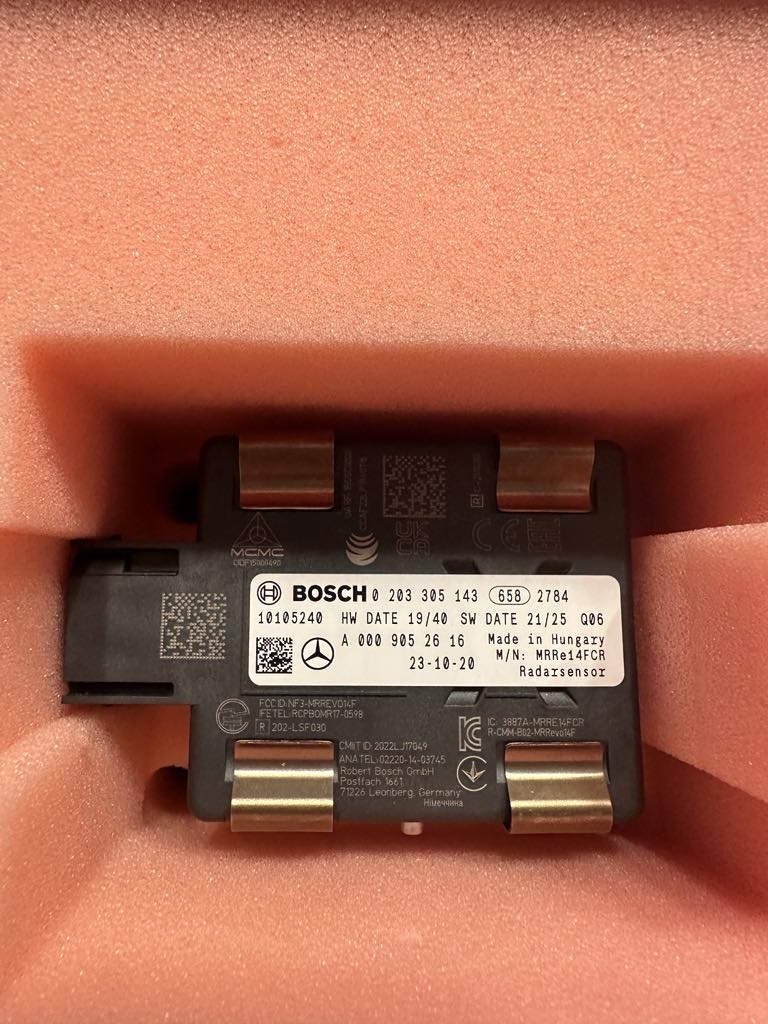 MCMC
CIDF15000490
BOSCH 0 203 305 143 658 2784
10105240 HW DATE 19/40 SW DATE 21/25 Q06
A 000 905 26 16 Made in Hungary
23-10-20 M/N: MRRe14FCR
Radarsensor
FCC ID: NF3-MRREVO14F
IFETEL: RCPBOMR17-0598
R 202-LSF030
CMIIT ID: 2022LJ17049
ANATEL: 02220-14-03745
Robert Bosch GmbH
Postfach 1661
71226 Leonberg, Germany
Німеччина
IC: 3887A-MRRE14FCR
R-CMM-B02-MRRevo14F